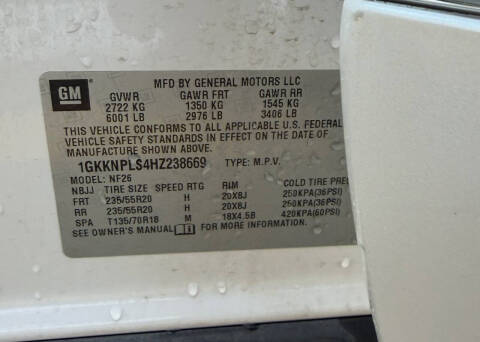 GM
MFD BY GENERAL MOTORS LLC
GVWR GAWR FRT GAWR RR
2722 KG 1350 KG 1545 KG
6001 LB 2976 LB 3406 LB
THIS VEHICLE CONFORMS TO ALL APPLICABLE U.S. FEDERAL
VEHICLE SAFETY STANDARDS IN EFFECT ON THE DATE OF
MANUFACTURE SHOWN ABOVE.
1GKKNPLS4HZ238669 TYPE: M.P.V.
MODEL: NF26
NBJJ TIRE SIZE SPEED RTG RIM COLD TIRE
FRT 235/55R20 H 20X8J 250KPA(36PSI)
RR 235/55R20 H 20X8J 250KPA(36PSI)
SPA T135/70R18 M 18X4.5B 420KPA(60PSI)
SEE OWNER'S MANUAL FOR MORE INFORMATION.